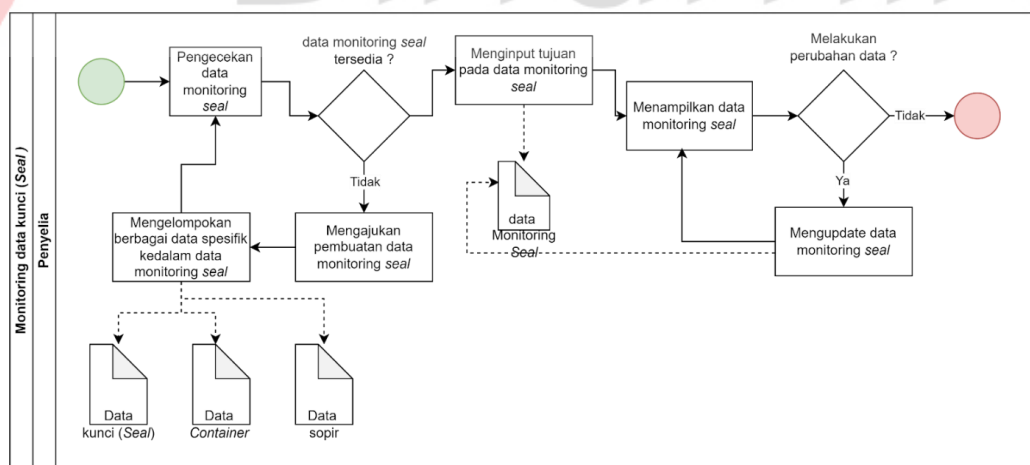 Monitoring data kunci (Seal )
Penyelia
Pengecekan
data
monitoring
seal
data monitoring seal
tersedia ?
Menginput tujuan
pada data monitoring
seal
Melakukan
perubahan data ?
Menampilkan data
monitoring seal
Tidak
Tidak
Ya
Mengelompokan
berbagai data spesifik
kedalam data
monitoring seal
Mengajukan
pembuatan data
monitoring seal
data
Monitoring
Seal
Mengupdate data
monitoring seal
Data
kunci (Seal)
Data
Container
Data
sopir